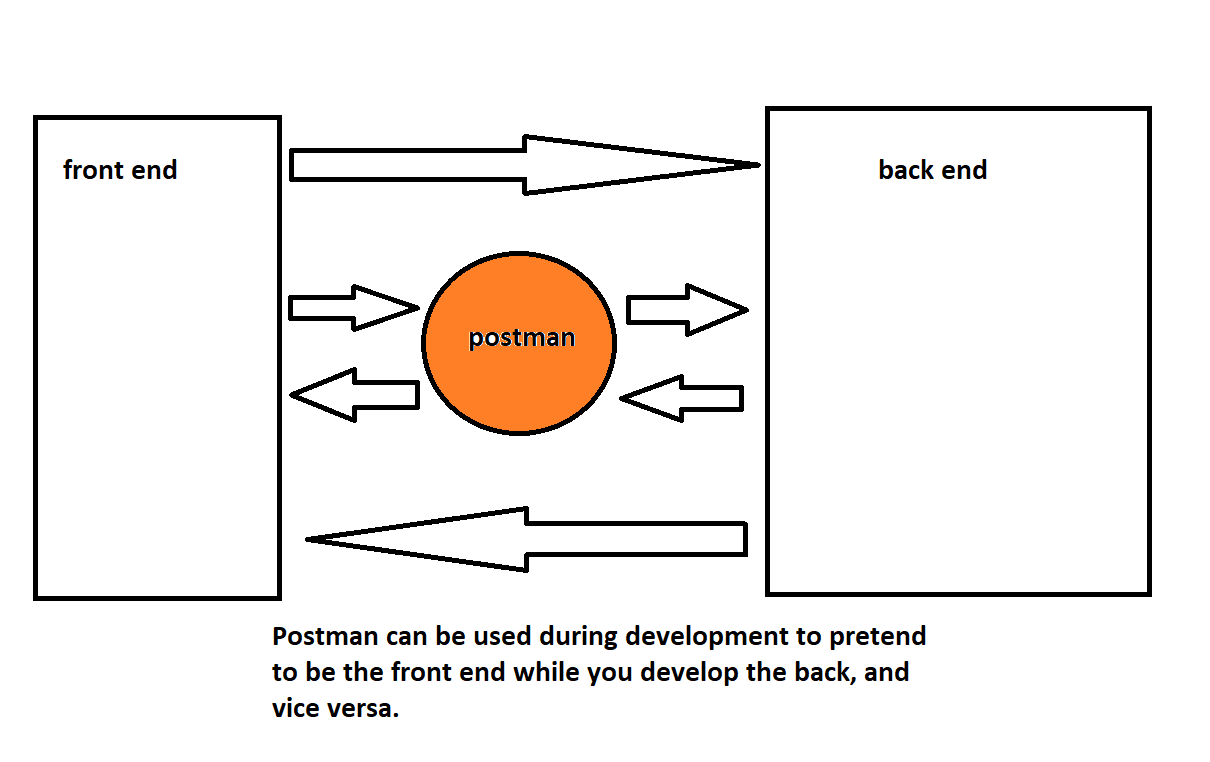 front end
back end
postman
Postman can be used during development to pretend
to be the front end while you develop the back, and
vice versa.